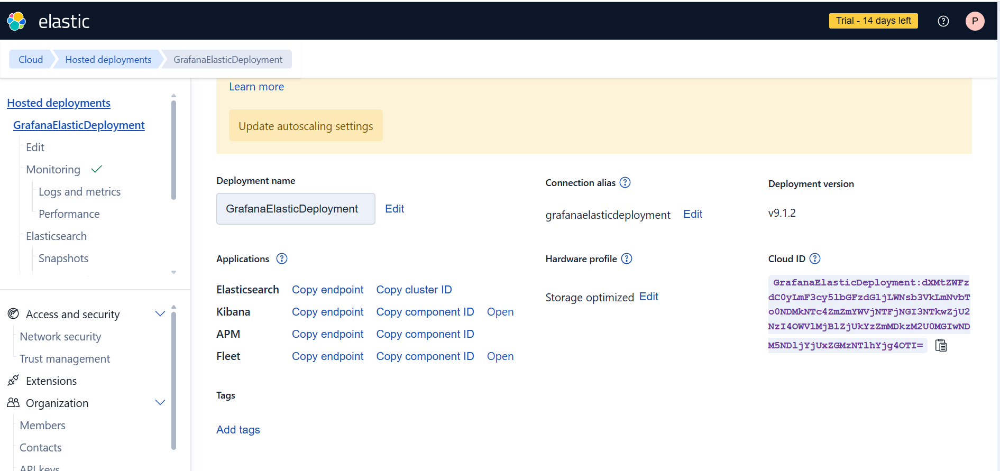 elastic
Trial - 14 days left
P
Cloud
Hosted deployments
GrafanaElasticDeployment
Hosted deployments
GrafanaElasticDeployment
Edit
Monitoring
Logs and metrics
Performance
Elasticsearch
Snapshots
Access and security
Network security
Trust management
Extensions
Organization
Members
Contacts
API keys
Learn more
Update autoscaling settings
Deployment name
GrafanaElasticDeployment Edit
Connection alias
grafanaelasticdeployment Edit
Deployment version
v9.1.2
Applications
Elasticsearch Copy endpoint Copy cluster ID
Kibana Copy endpoint Copy component ID Open
APM Copy endpoint Copy component ID
Fleet Copy endpoint Copy component ID Open
Hardware profile
Storage optimized Edit
Cloud ID
GrafanaElasticDeployment:dXMtZWFz
dC0yLmF3cy5lbGFzdGljLWNsb3VkLmNvbT
o0NDMkNTc4ZmZmYWVjNTFjNGI3NTkwZjU2
NzI4OWVlMjBlZjUkYzZmMDkzM2U0MGIwND
M5NDljYjUxZGMzNTlhYjg4OTI=
Tags
Add tags